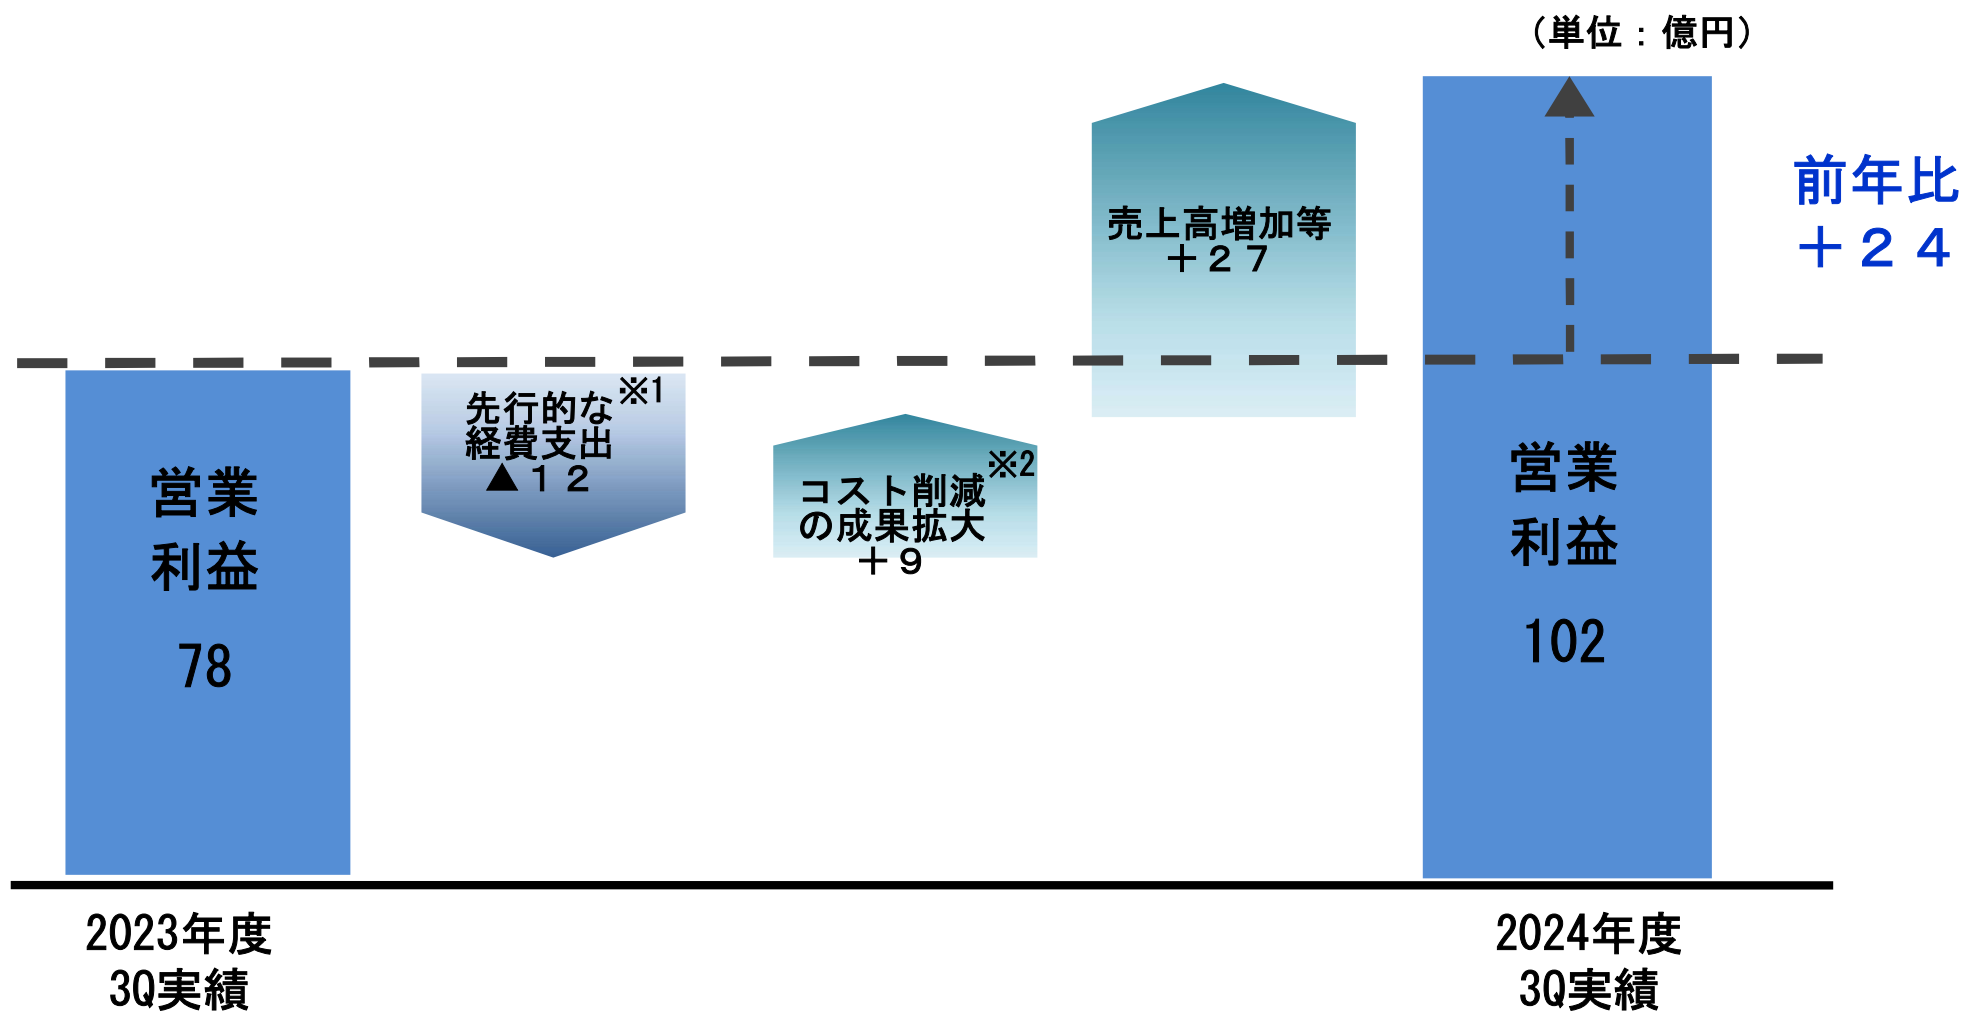 （単位：億円）
前年比
＋２４
売上高増加等
＋２７
先行的な※1
経費支出
▲１２
コスト削減※2
の成果拡大
＋９
営業
利益
78
営業
利益
102
2023年度
3Q実績
2024年度
3Q実績